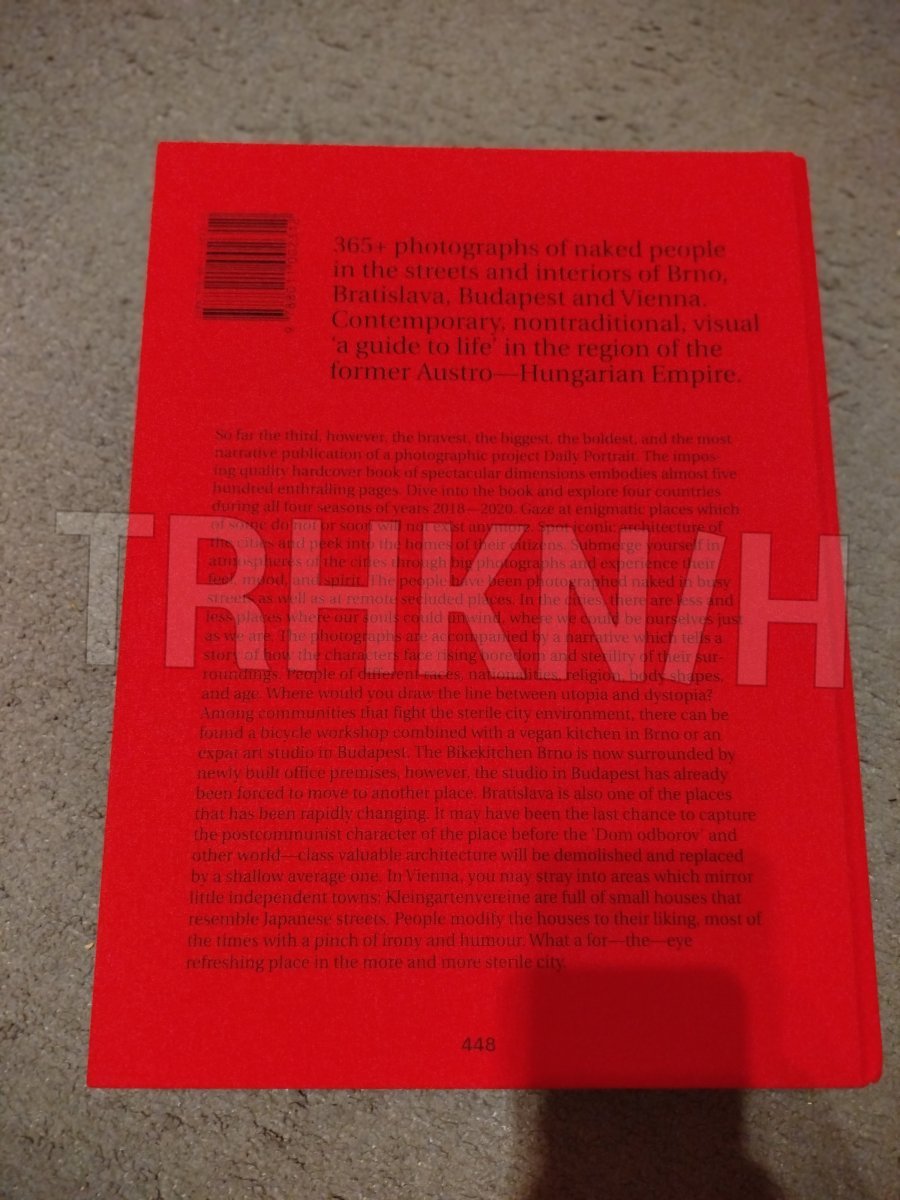 365+ photographs of naked people
in the streets and interiors of Brno,
Bratislava, Budapest and Vienna.
Contemporary, nontraditional, visual
'a guide to life' in the region of the
former Austro—Hungarian Empire.
So far the third, however, the bravest, the biggest, the boldest, and the most
narrative publication of a photographic project Daily Portrait. The impos-
ing quality hardcover book of spectacular dimensions embodies almost five
hundred enthralling pages. Dive into the book and explore four countries
during all four seasons of years 2018—2020. Gaze at enigmatic places which
of some do not or soon will not exist anymore. Spot iconic architecture of
the cities and peek into the homes of their citizens. Submerge yourself in
atmospheres of the cities through big photographs and experience their
feel, mood, and spirit. The people have been photographed naked in busy
streets as well as at remote secluded places. In the cities, there are less and
less places where our souls could unwind, where we could be ourselves just
as we are. The photographs are accompanied by a narrative which tells a
story of how the characters face rising boredom and sterility of their sur-
roundings. People of different races, nationalities, religion, body shapes,
and age. Where would you draw the line between utopia and dystopia?
Among communities that fight the sterile city environment, there can be
found a bicycle workshop combined with a vegan kitchen in Brno or an
expat art studio in Budapest. The Bikekitchen Brno is now surrounded by
newly built office premises, however, the studio in Budapest has already
been forced to move to another place. Bratislava is also one of the places
that has been rapidly changing. It may have been the last chance to capture
the postcommunist character of the place before the 'Dom odborov' and
other world—class valuable architecture will be demolished and replaced
by a shallow average one. In Vienna, you may stray into areas which mirror
little independent towns: Kleingartenvereine are full of small houses that
resemble Japanese streets. People modify the houses to their liking, most of
the times with a pinch of irony and humour. What a for—the—eye
refreshing place in the more and more sterile city.
448
TRHKNIH